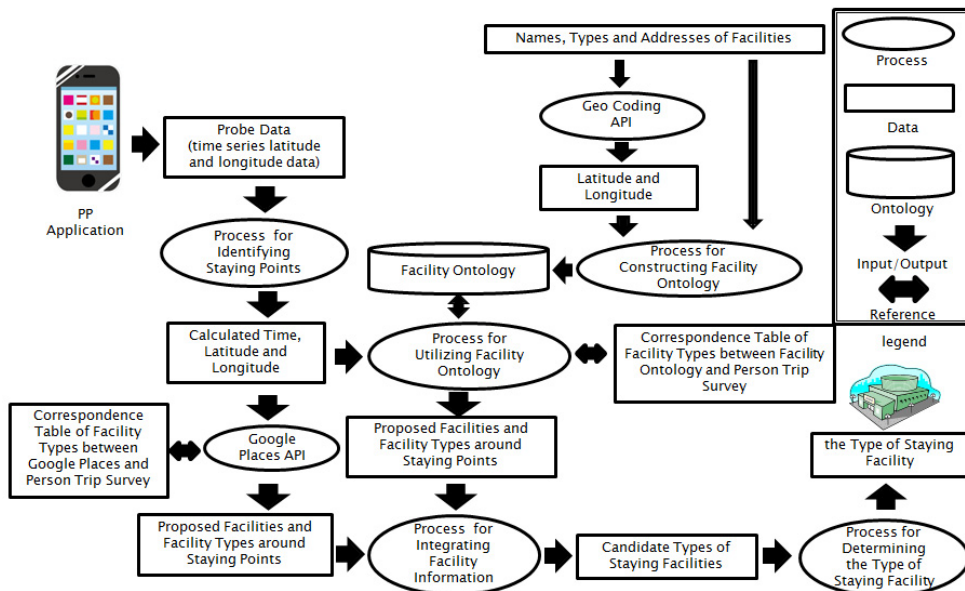 Names, Types and Addresses of Facilities
Geo Coding
API
Latitude and
Longitude
Process for
Constructing Facility
Ontology
Probe Data
(time series latitude
and longitude data)
PP
Application
Process for
Identifying
Staying Points
Facility Ontology
Calculated Time,
Latitude and
Longitude
Process for
Utilizing Facility
Ontology
Correspondence Table of
Facility Types between Facility
Ontology and Person Trip
Survey
Correspondence
Table of Facility
Types between
Google Places and
Person Trip Survey
Google
Places API
Proposed Facilities and
Facility Types around
Staying Points
Proposed Facilities and
Facility Types around
Staying Points
Process for
Integrating
Facility
Information
Candidate Types of
Staying Facilities
Process for
Determining
the Type of
Staying Facility
the Type of Staying
Facility
Process
Data
Ontology
Input/Output
Reference
legend